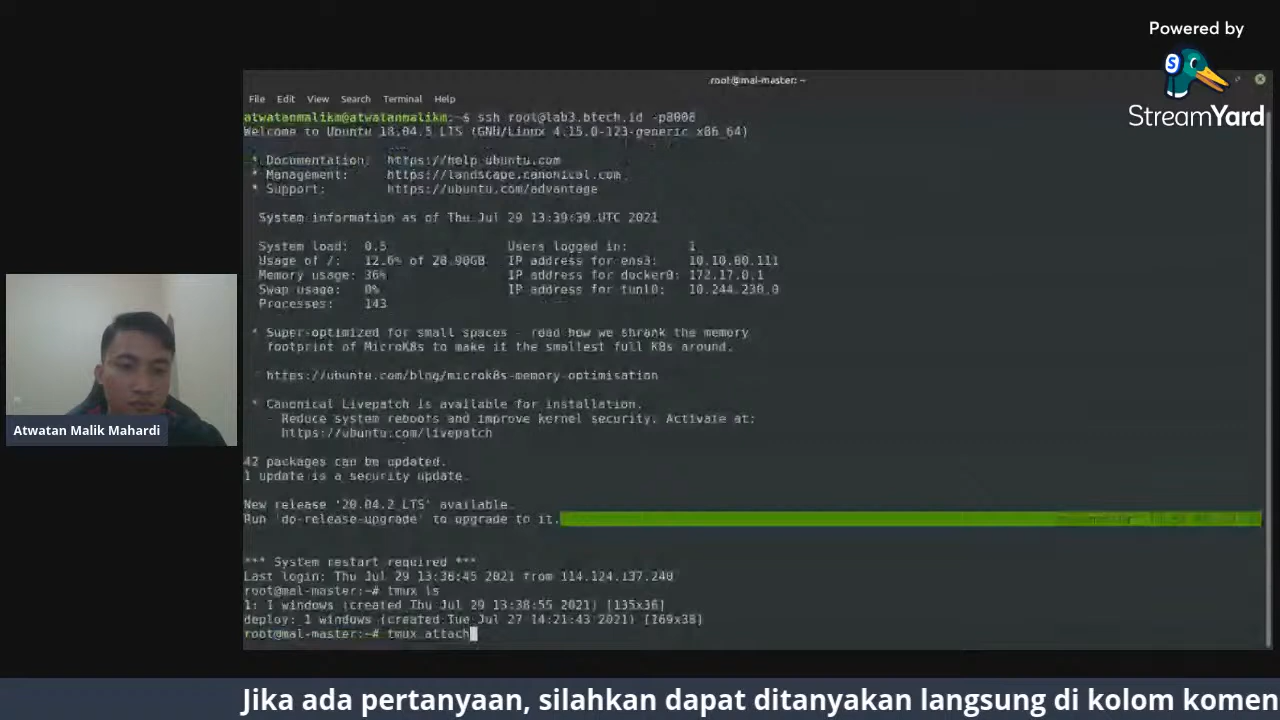 Powered by
StreamYard
root@mal-master: ~
File Edit View Search Terminal Help
atwatanmalikm@atwatanmalikm:~$ ssh root@lab3.btech.id -p8008
Welcome to Ubuntu 18.04.5 LTS (GNU/Linux 4.15.0-123-generic x86_64)
* Documentation: https://help.ubuntu.com
* Management: https://landscape.canonical.com
* Support: https://ubuntu.com/advantage
System information as of Thu Jul 29 13:39:39 UTC 2021
System load: 0.5 Users logged in: 1
Usage of /: 12.6% of 28.90GB IP address for ens3: 10.10.80.111
Memory usage: 36% IP address for docker0: 172.17.0.1
Swap usage: 0% IP address for tunl0: 10.244.230.0
Processes: 143
* Super-optimized for small spaces - read how we shrank the memory
footprint of MicroK8s to make it the smallest full K8s around.
https://ubuntu.com/blog/microk8s-memory-optimisation
* Canonical Livepatch is available for installation.
- Reduce system reboots and improve kernel security. Activate at:
https://ubuntu.com/livepatch
42 packages can be updated.
1 update is a security update.
New release '20.04.2 LTS' available.
Run 'do-release-upgrade' to upgrade to it.
*** System restart required ***
Last login: Thu Jul 29 13:38:45 2021 from 114.124.137.240
root@mal-master:~# tmux ls
1: 1 windows (created Thu Jul 29 13:38:55 2021) [135x36]
deploy: 1 windows (created Tue Jul 27 14:21:43 2021) [169x38]
root@mal-master:~# tmux attach
Atwatan Malik Mahardi
Jika ada pertanyaan, silahkan dapat ditanyakan langsung di kolom komen